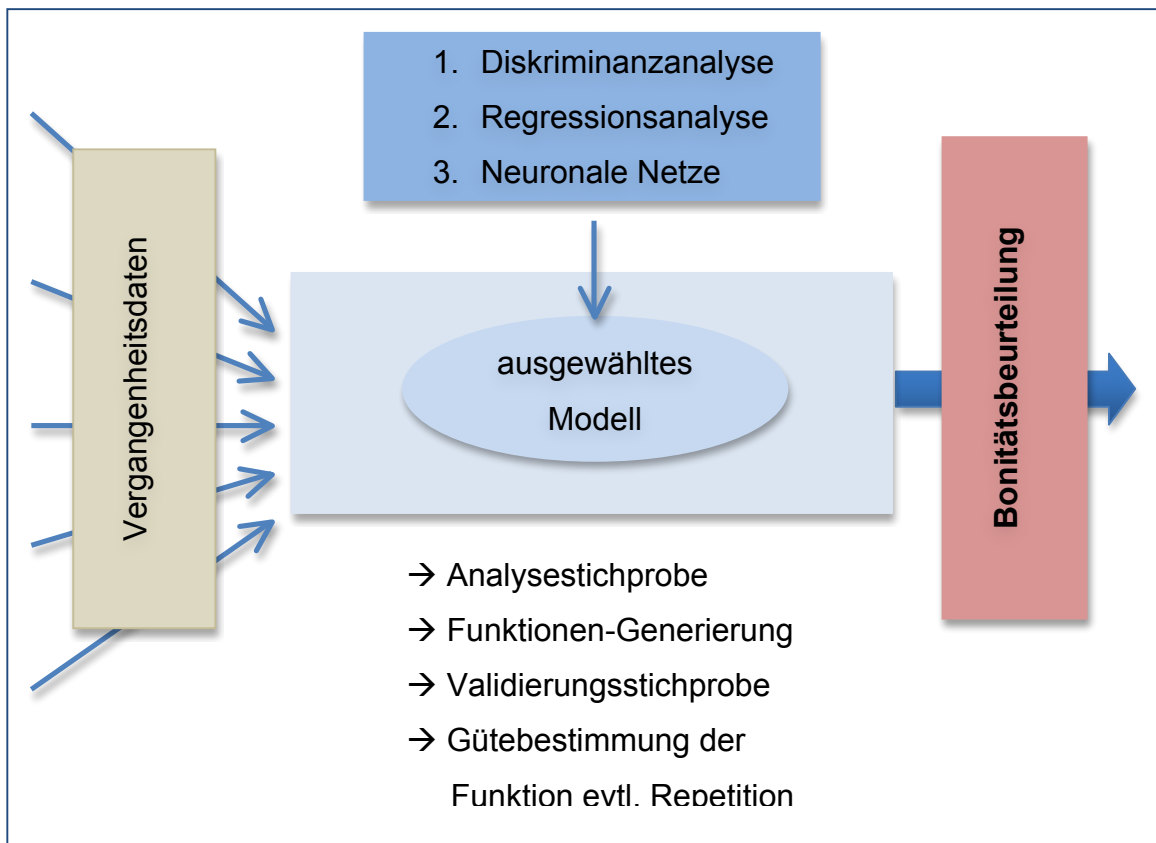 1. Diskriminanzanalyse
2. Regressionsanalyse
3. Neuronale Netze
Vergangenheitsdaten
ausgewähltes
Modell
Bonitätsbeurteilung
→ Analysestichprobe
→ Funktionen-Generierung
→ Validierungsstichprobe
→ Gütebestimmung der
Funktion evtl. Repetition